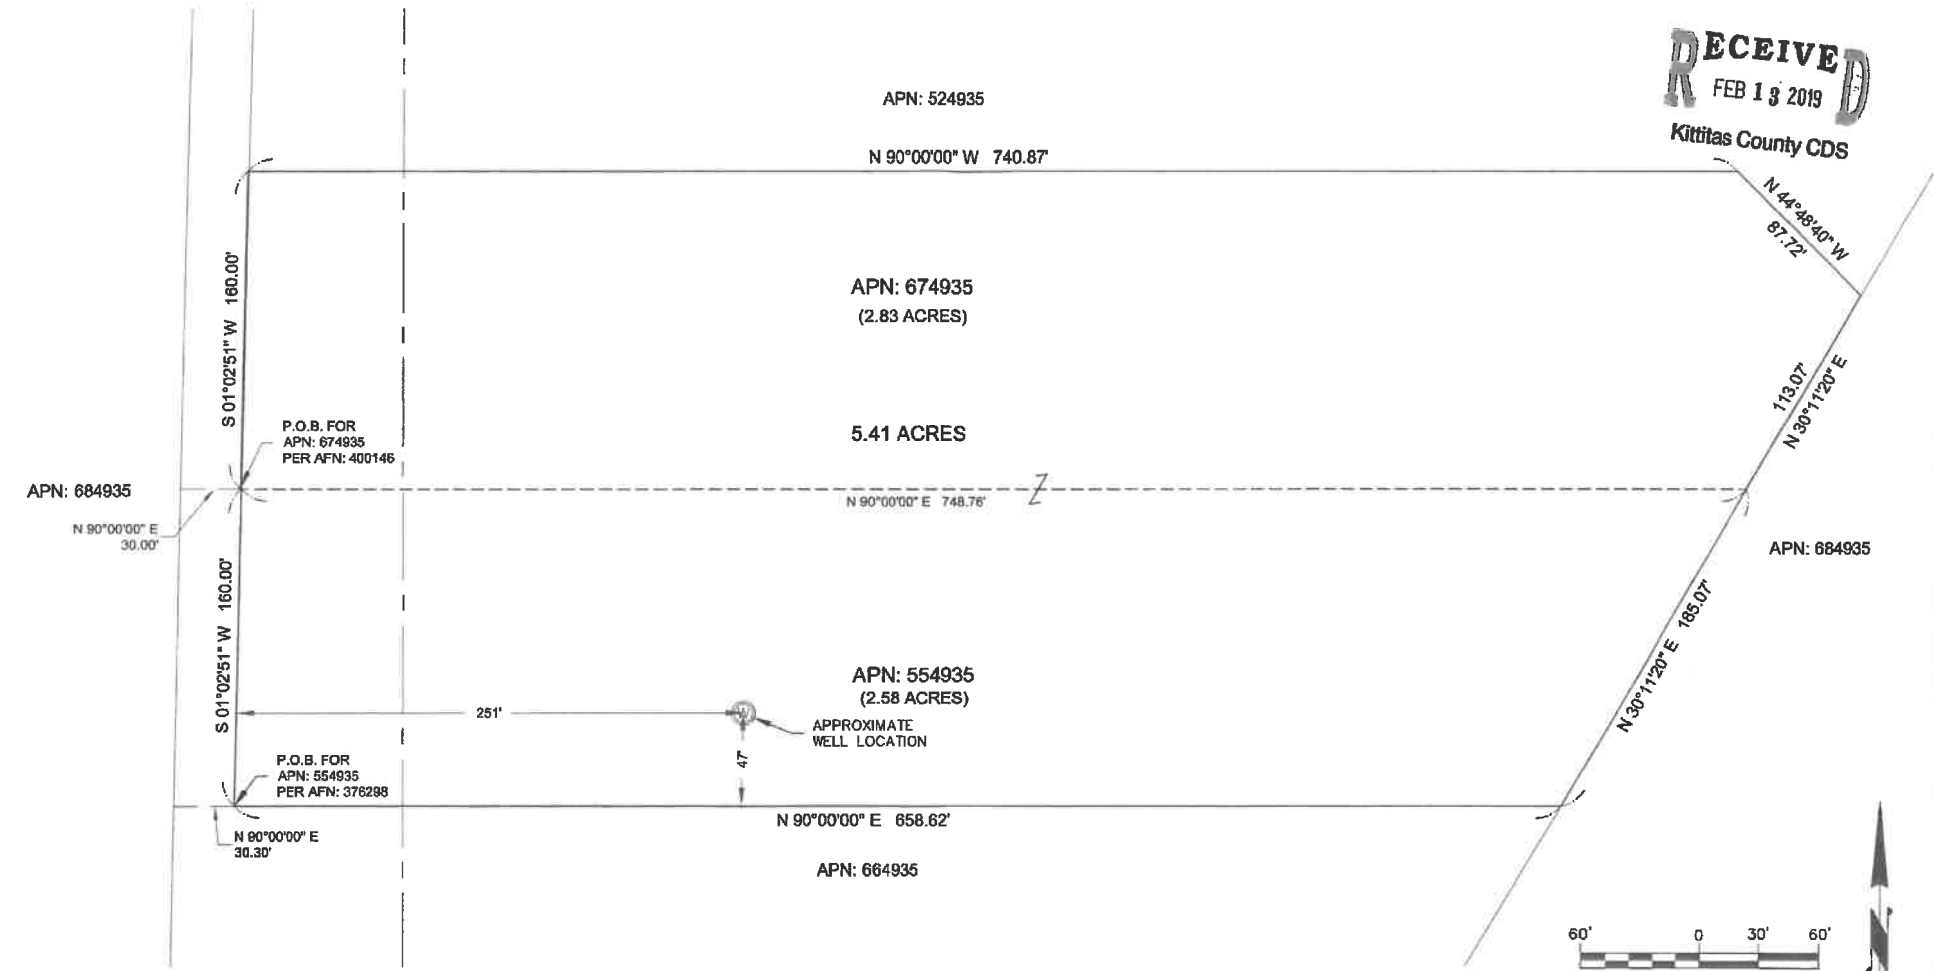 RECEIVED
FEB 13 2019
Kittitas County CDS
APN: 524935
N 90°00'00" W 740.87'
N 44°48'40" W
87.72'
S 01°02'51" W 160.00'
APN: 674935
(2.83 ACRES)
113.07'
N 30°11'20" E
P.O.B. FOR
APN: 674935
PER AFN: 400146
5.41 ACRES
APN: 684935
N 90°00'00" E 748.76'
N 90°00'00" E
30.00'
APN: 684935
S 01°02'51" W 160.00'
N 30°11'20" E 185.07'
APN: 554935
(2.58 ACRES)
251'
W
APPROXIMATE
WELL LOCATION
47'
P.O.B. FOR
APN: 554935
PER AFN: 376298
N 90°00'00" E 658.62'
N 90°00'00" E
30.30'
APN: 664935
60' 0 30' 60'
N